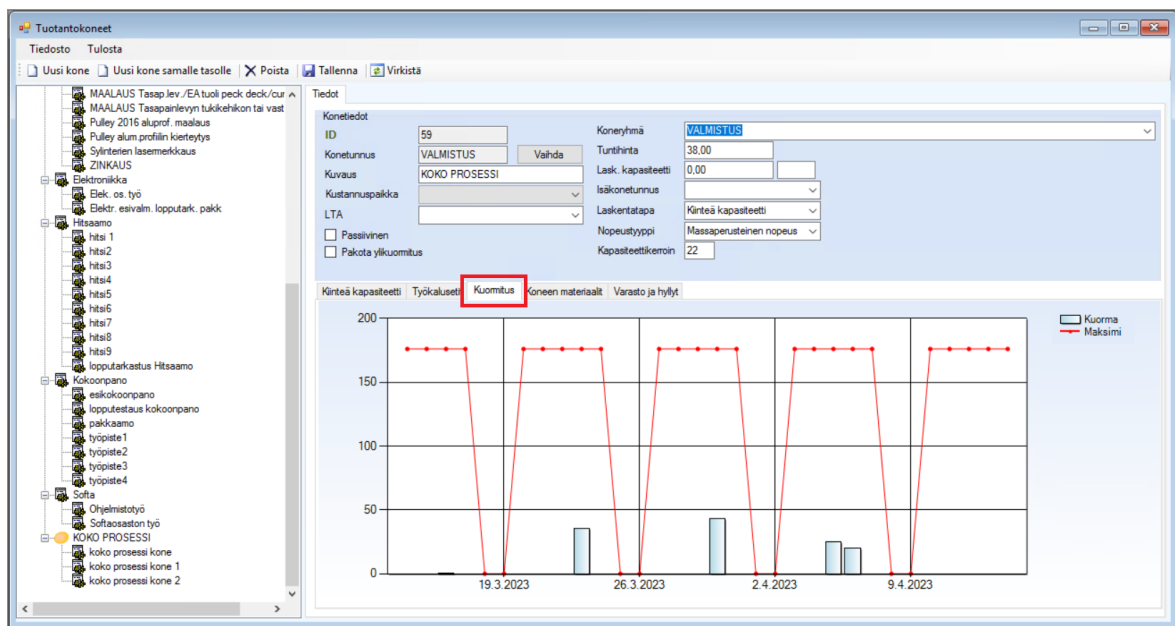 Tuotantokoneet
Tiedosto Tulosta
Uusi kone Uusi kone samalle tasolle Poista Tallenna Virkistä
MAALAUS Tasap.lev./EA tuoli peck deck/cur
MAALAUS Tasapainlevyn tukikehikon tai vast
Pulley 2016 aluprof. maalaus
Pulley alum.profiilin kierteytys
Sylinterien lasermerkkaus
ZINKAUS
Elektroniikka
Elek. os. työ
Elektr. esivalm. lopputark. pakk
Hitsaamo
hitsi 1
hitsi2
hitsi3
hitsi4
hitsi5
hitsi6
hitsi7
hitsi8
hitsi9
lopputarkastus Hitsaamo
Kokoonpano
esikokoonpano
lopputestaus kokoonpano
pakkaamo
työpiste1
työpiste2
työpiste3
työpiste4
Softa
Ohjelmistotyö
Softaosaston työ
KOKO PROSESSI
koko prosessi kone
koko prosessi kone 1
koko prosessi kone 2
Tiedot
Konetiedot
ID 59
Konetunnus VALMISTUS Vaihda
Kuvaus KOKO PROSESSI
Kustannuspaikka
LTA
Passiivinen
Pakota ylikuormitus
Koneryhmä VALMISTUS
Tuntihinta 38,00
Lask. kapasiteetti 0,00
Isäkonetunnus
Laskentatapa Kiinteä kapasiteetti
Nopeustyyppi Massaperusteinen nopeus
Kapasiteettikerroin 22
Kiinteä kapasiteetti Työkalusetit Kuormitus Koneen materiaalit Varasto ja hyllyt
200
150
100
50
0
19.3.2023 26.3.2023 2.4.2023 9.4.2023
Kuorma
Maksimi